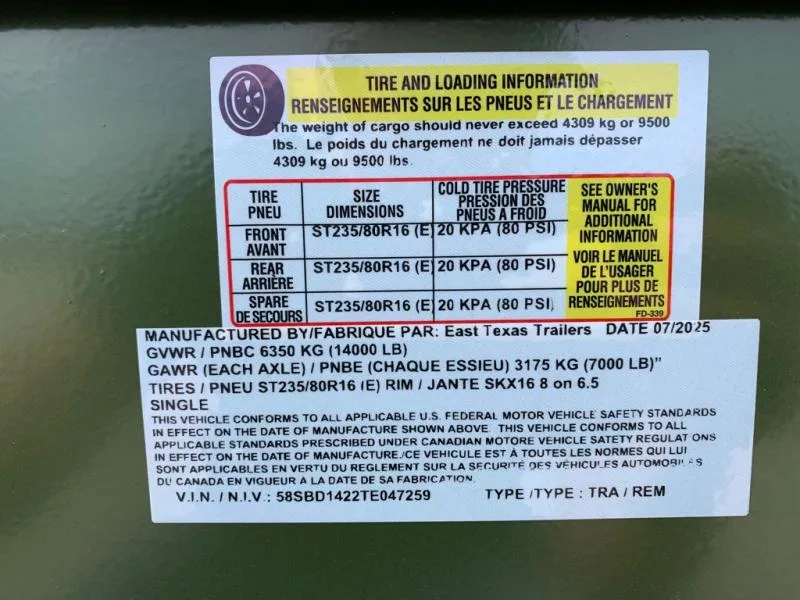 TIRE AND LOADING INFORMATION
RENSEIGNEMENTS SUR LES PNEUS ET LE CHARGEMENT
The weight of cargo should never exceed 4309 kg or 9500
lbs. Le poids du chargement ne doit jamais dépasser
4309 kg ou 9500 lbs.
TIRE PNEU SIZE DIMENSIONS COLD TIRE PRESSURE PRESSION DES PNEUS A FROID
FRONT AVANT ST235/80R16 (E) 20 KPA (80 PSI)
REAR ARRIÈRE ST235/80R16 (E) 20 KPA (80 PSI)
SPARE DE SECOURS ST235/80R16 (E) 20 KPA (80 PSI)
SEE OWNER'S
MANUAL FOR
ADDITIONAL
INFORMATION
VOIR LE MANUEL
DE L'USAGER
POUR PLUS DE
RENSEIGNEMENTS
FD-339
MANUFACTURED BY/FABRIQUE PAR: East Texas Trailers DATE 07/2025
GVWR / PNBC 6350 KG (14000 LB)
GAWR (EACH AXLE) / PNBE (CHAQUE ESSIEU) 3175 KG (7000 LB)"
TIRES / PNEU ST235/80R16 (E) RIM / JANTE SKX16 8 on 6.5
SINGLE
THIS VEHICLE CONFORMS TO ALL APPLICABLE U.S. FEDERAL MOTOR VEHICLE SAFETY STANDARDS
IN EFFECT ON THE DATE OF MANUFACTURE SHOWN ABOVE. THIS VEHICLE CONFORMS TO ALL
APPLICABLE STANDARDS PRESCRIBED UNDER CANADIAN MOTORE VEHICLE SATETY REGULATIONS
IN EFFECT ON THE DATE OF MANUFACTURE./CE VEHICULE EST À TOUTES LE NORMES QUI LUI
SONT APPLICABLES EN VERTU DU REGLEMENT SUR LA SECURITÉ DES VÉHICULES AUTOMOBILES
DU CANADA EN VIGUEUR À LA DATE DE SA FABRICATION.
V.I.N. / N.I.V.: 58SBD1422TE047259 TYPE /TYPE : TRA / REM